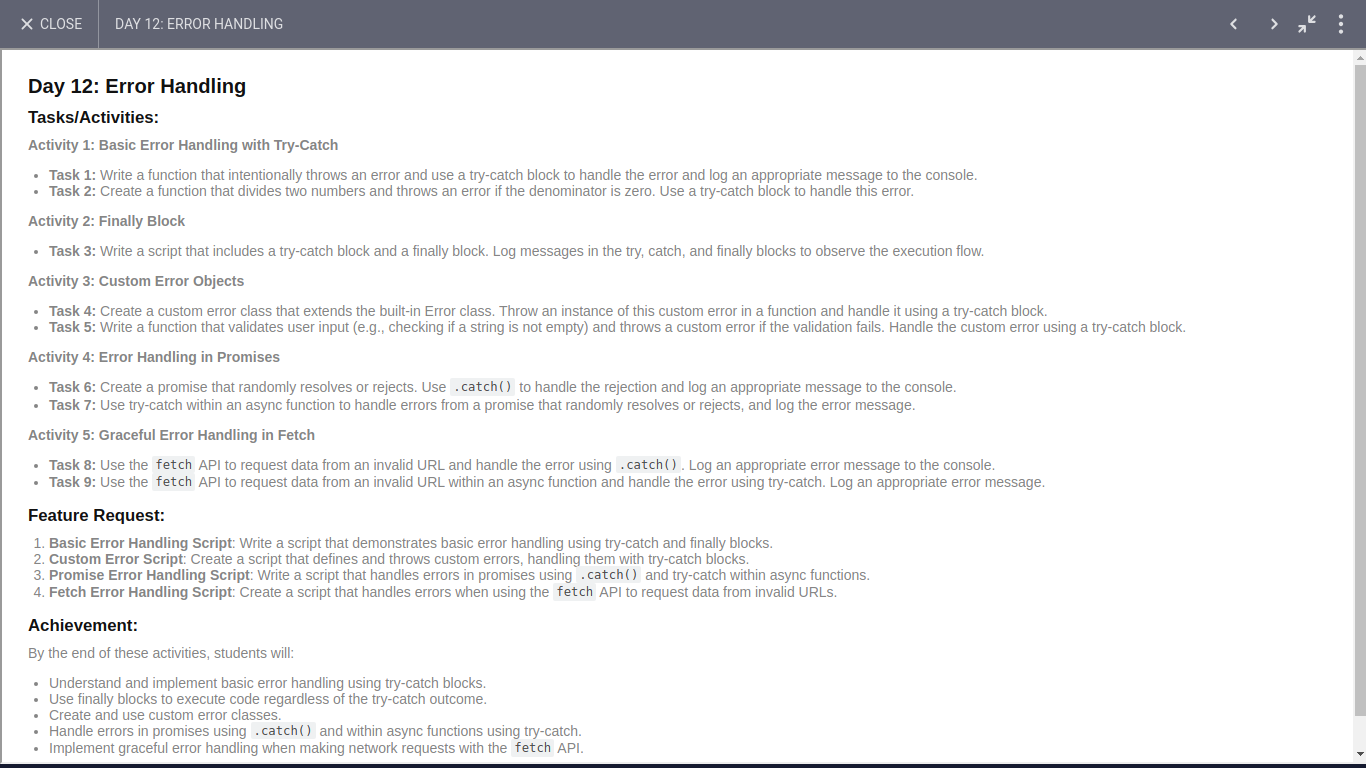 CLOSE DAY 12: ERROR HANDLING
Day 12: Error Handling
Tasks/Activities:
Activity 1: Basic Error Handling with Try-Catch
• Task 1: Write a function that intentionally throws an error and use a try-catch block to handle the error and log an appropriate message to the console.
• Task 2: Create a function that divides two numbers and throws an error if the denominator is zero. Use a try-catch block to handle this error.
Activity 2: Finally Block
• Task 3: Write a script that includes a try-catch block and a finally block. Log messages in the try, catch, and finally blocks to observe the execution flow.
Activity 3: Custom Error Objects
• Task 4: Create a custom error class that extends the built-in Error class. Throw an instance of this custom error in a function and handle it using a try-catch block.
• Task 5: Write a function that validates user input (e.g., checking if a string is not empty) and throws a custom error if the validation fails. Handle the custom error using a try-catch block.
Activity 4: Error Handling in Promises
• Task 6: Create a promise that randomly resolves or rejects. Use .catch() to handle the rejection and log an appropriate message to the console.
• Task 7: Use try-catch within an async function to handle errors from a promise that randomly resolves or rejects, and log the error message.
Activity 5: Graceful Error Handling in Fetch
• Task 8: Use the fetch API to request data from an invalid URL and handle the error using .catch(). Log an appropriate error message to the console.
• Task 9: Use the fetch API to request data from an invalid URL within an async function and handle the error using try-catch. Log an appropriate error message.
Feature Request:
1. Basic Error Handling Script: Write a script that demonstrates basic error handling using try-catch and finally blocks.
2. Custom Error Script: Create a script that defines and throws custom errors, handling them with try-catch blocks.
3. Promise Error Handling Script: Write a script that handles errors in promises using .catch() and try-catch within async functions.
4. Fetch Error Handling Script: Create a script that handles errors when using the fetch API to request data from invalid URLs.
Achievement:
By the end of these activities, students will:
• Understand and implement basic error handling using try-catch blocks.
• Use finally blocks to execute code regardless of the try-catch outcome.
• Create and use custom error classes.
• Handle errors in promises using .catch() and within async functions using try-catch.
• Implement graceful error handling when making network requests with the fetch API.